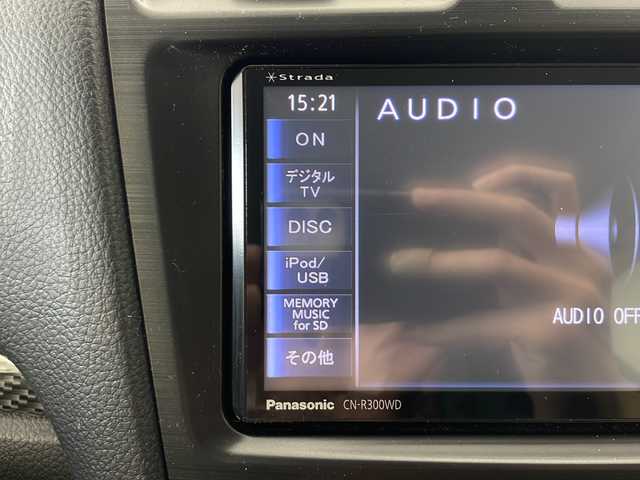 Strada
15:21
AUDIO
ON
デジタル
TV
DISC
iPod/
USB
MEMORY
MUSIC
for SD
その他
AUDIO OFF
Panasonic CN-R300WD